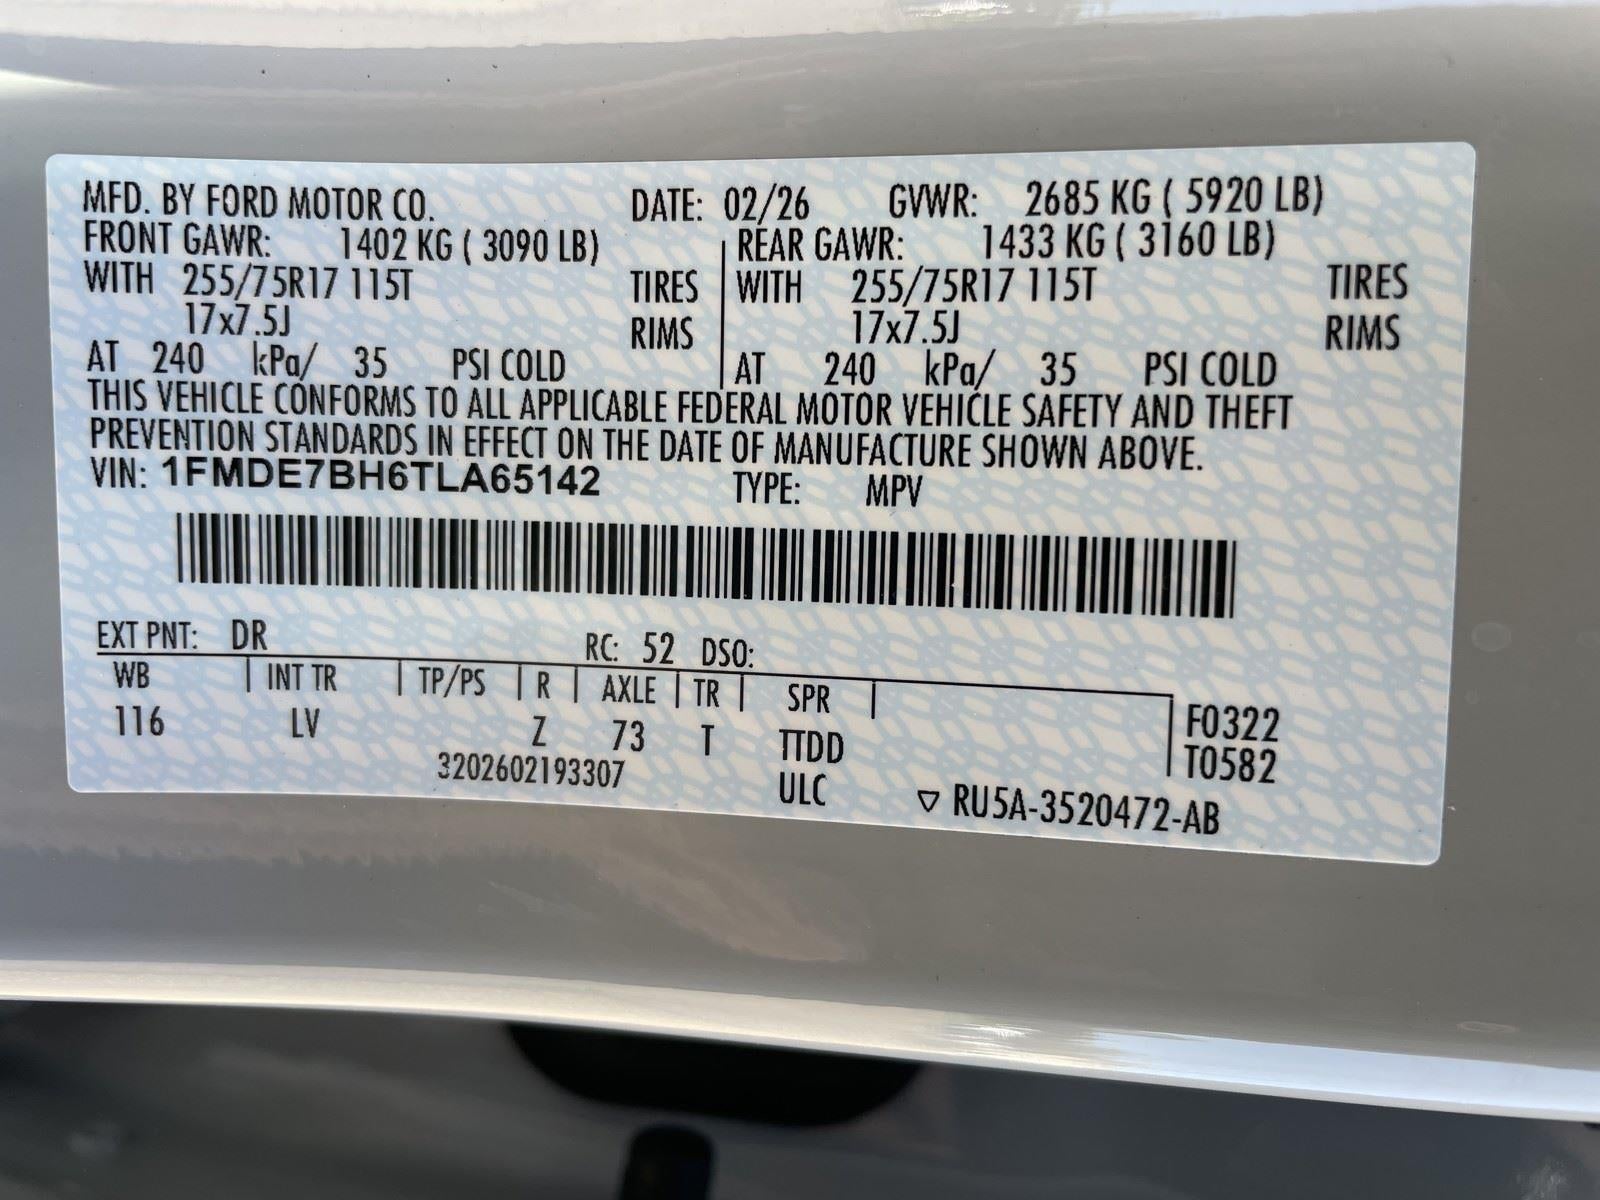 MFD. BY FORD MOTOR CO. DATE: 02/26 GVWR: 2685 KG ( 5920 LB)
FRONT GAWR: 1402 KG ( 3090 LB) REAR GAWR: 1433 KG ( 3160 LB)
WITH 255/75R17 115T TIRES WITH 255/75R17 115T TIRES
17x7.5J RIMS 17x7.5J RIMS
AT 240 kPa/ 35 PSI COLD AT 240 kPa/ 35 PSI COLD
THIS VEHICLE CONFORMS TO ALL APPLICABLE FEDERAL MOTOR VEHICLE SAFETY AND THEFT
PREVENTION STANDARDS IN EFFECT ON THE DATE OF MANUFACTURE SHOWN ABOVE.
VIN: 1FMDE7BH6TLA65142 TYPE: MPV
EXT PNT: DR RC: 52 DSO:
WB INT TR TP/PS R AXLE TR SPR
116 LV Z 73 T TTDD F0322
3202602193307 ULC T0582
▽ RU5A-3520472-AB